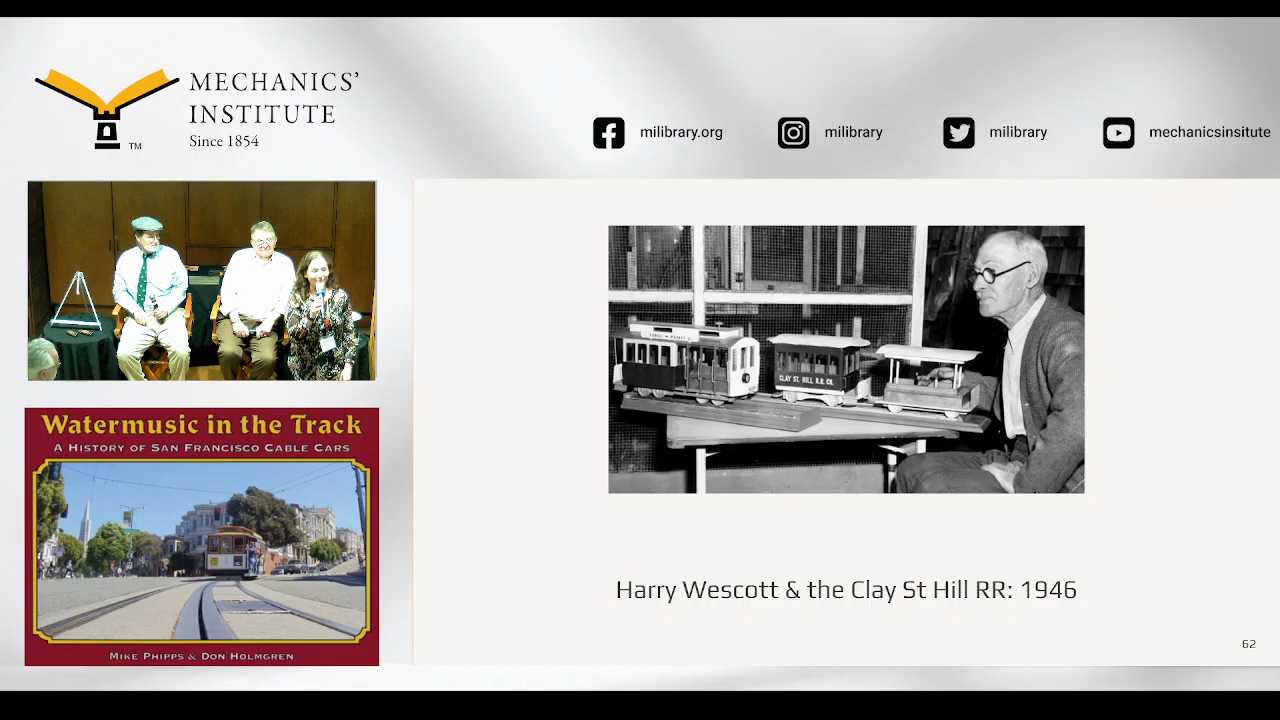 MECHANICS'
INSTITUTE
Since 1854
TM
milibrary.org
milibrary
milibrary
mechanicsinsitute
Watermusic in the Track
A History of San Francisco Cable Cars
Mike Phipps & Don Holmgren
CLAY ST. HILL R.R. CO.
Harry Wescott & the Clay St Hill RR: 1946
62